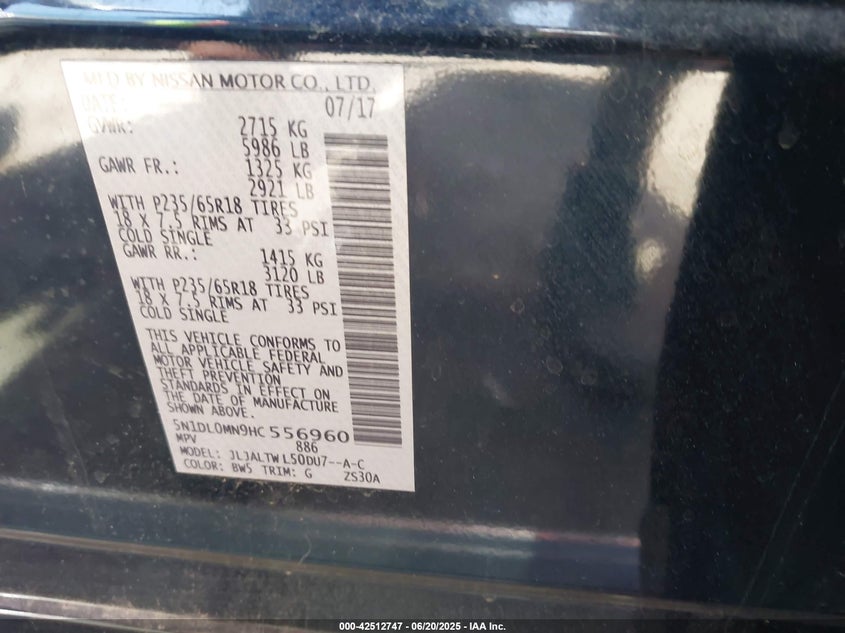 MFD BY NISSAN MOTOR CO., LTD.
DATE: 07/17
GVWR: 2715 KG
5986 LB
GAWR FR.: 1325 KG
2921 LB
WITH P235/65R18 TIRES
18 X 7.5 RIMS AT 33 PSI
COLD SINGLE
GAWR RR.: 1415 KG
3120 LB
WITH P235/65R18 TIRES
18 X 7.5 RIMS AT 33 PSI
COLD SINGLE
THIS VEHICLE CONFORMS TO
ALL APPLICABLE FEDERAL
MOTOR VEHICLE SAFETY AND
THEFT PREVENTION
STANDARDS IN EFFECT ON
THE DATE OF MANUFACTURE
SHOWN ABOVE.
5N1DL0MN9HC556960
MPV 886
MODEL: JLJALTWL50DU7--A-C
COLOR: BW5 TRIM: G ZS30A
000-42512747 - 06/20/2025 - IAA Inc.